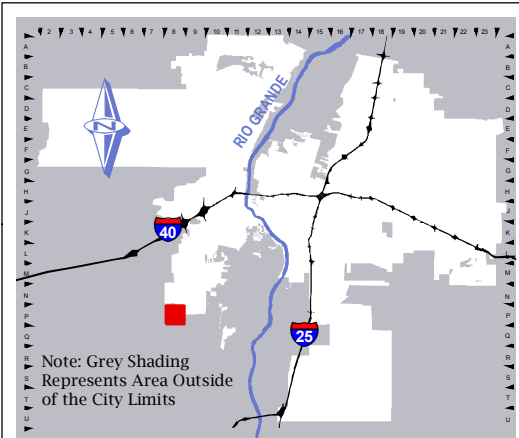 2 3 4 5 6 7 8 9 10 11 12 13 14 15 16 17 18 19 20 21 22 23
A A
B B
C C
D D
E E
F F
G G
H H
J J
K K
L L
M M
N N
P P
Q Q
R R
S S
T T
U U
N
RIO GRANDE
40
25
Note: Grey Shading
Represents Area Outside
of the City Limits